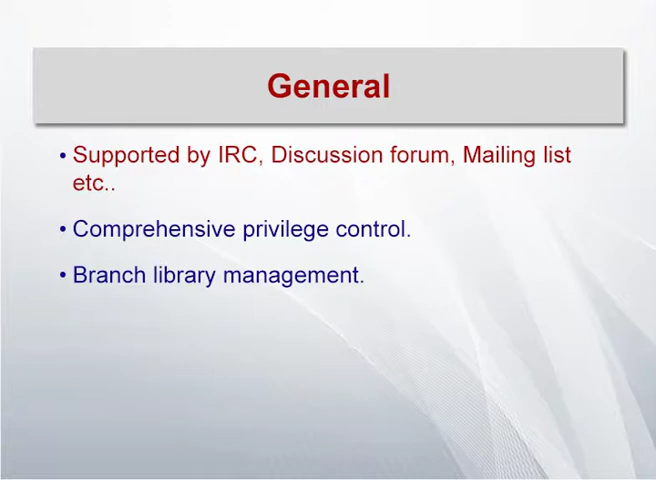 General
• Supported by IRC, Discussion forum, Mailing list
etc..
• Comprehensive privilege control.
• Branch library management.